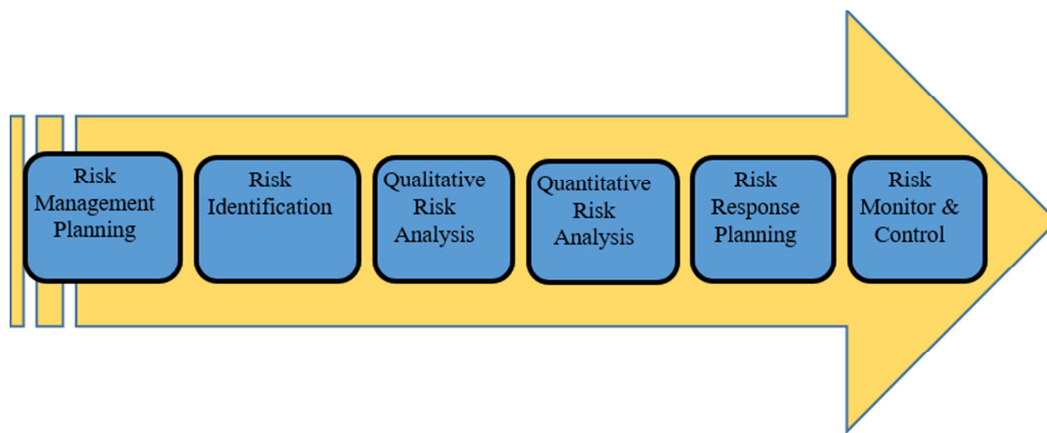 Risk
Management
Planning
Risk
Identification
Qualitative
Risk
Analysis
Quantitative
Risk
Analysis
Risk
Response
Planning
Risk
Monitor &
Control